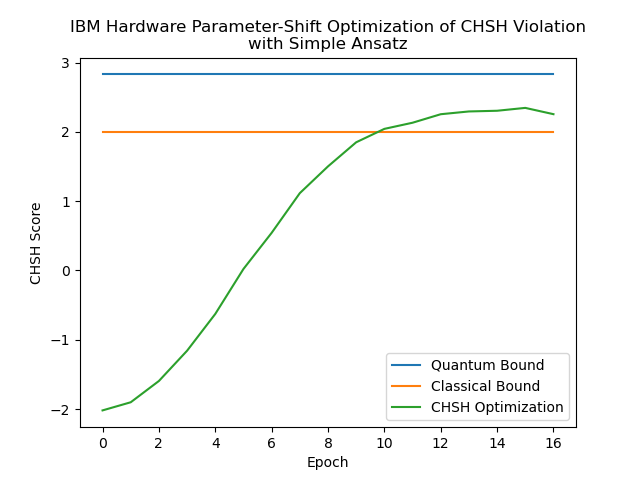 IBM Hardware Parameter-Shift Optimization of CHSH Violation
with Simple Ansatz
3
2
1
0
−1
−2
CHSH Score
Quantum Bound
Classical Bound
CHSH Optimization
0 2 4 6 8 10 12 14 16
Epoch